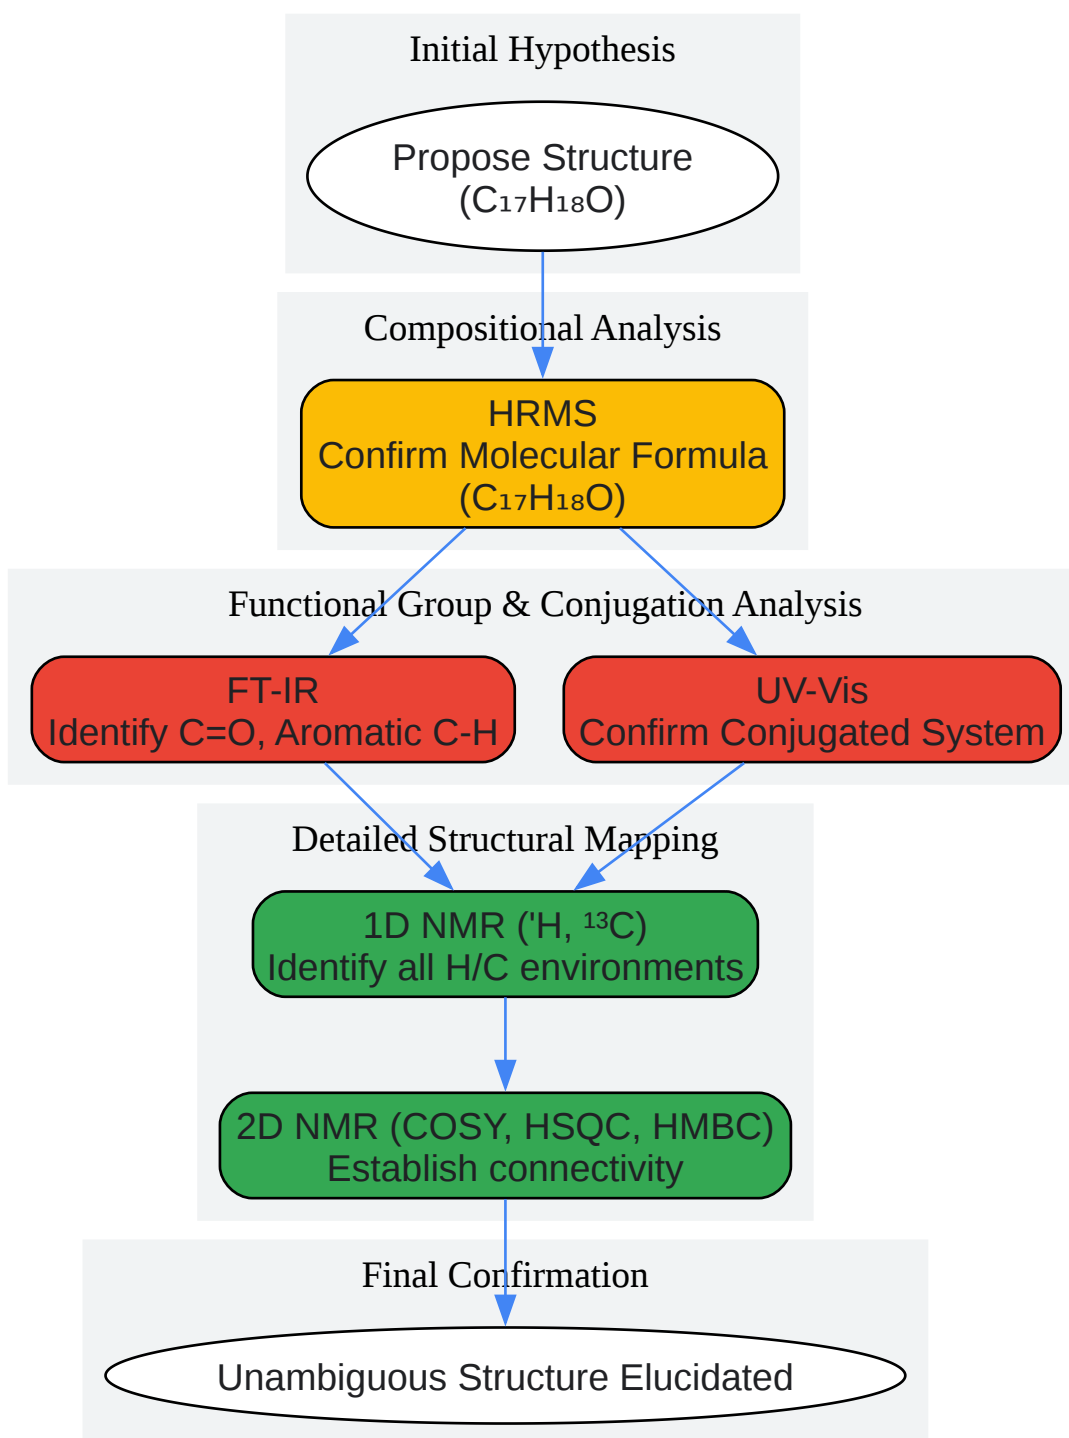 Initial Hypothesis
Propose Structure
(C₁₇H₁₈O)
Compositional Analysis
HRMS
Confirm Molecular Formula
(C₁₇H₁₈O)
Functional Group & Conjugation Analysis
FT-IR
Identify C=O, Aromatic C-H
UV-Vis
Confirm Conjugated System
Detailed Structural Mapping
1D NMR ('H, ¹³C)
Identify all H/C environments
2D NMR (COSY, HSQC, HMBC)
Establish connectivity
Final Confirmation
Unambiguous Structure Elucidated